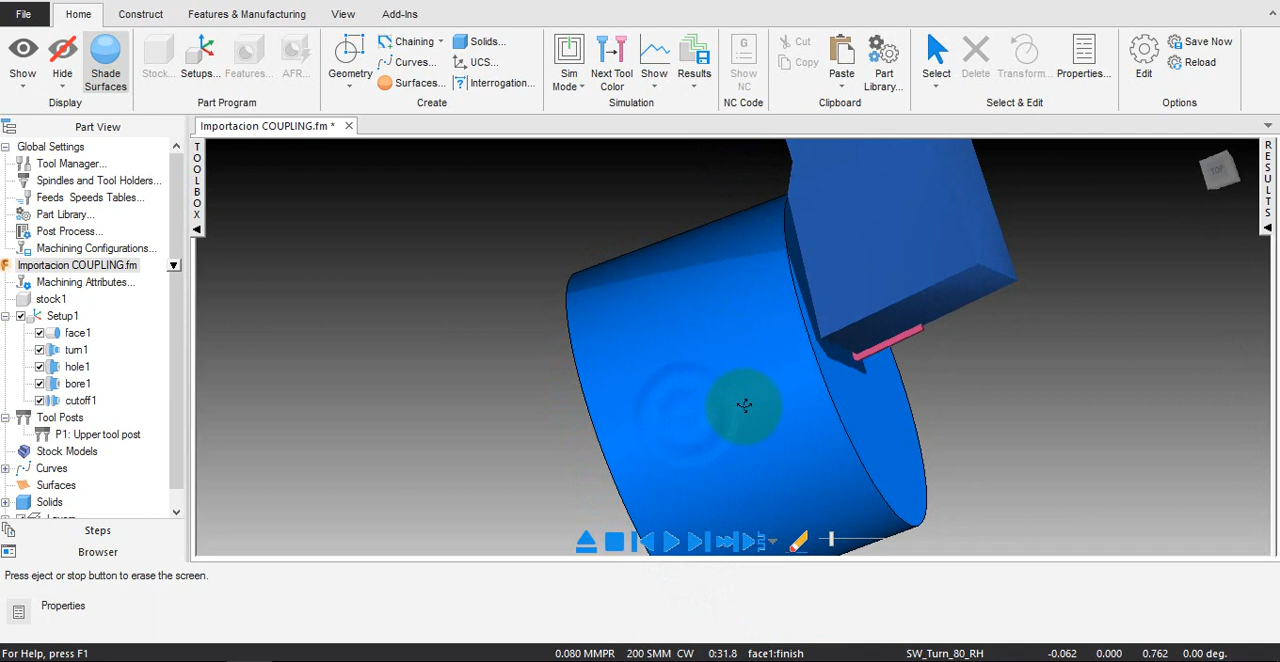 File Home Construct Features & Manufacturing View Add-Ins
Show Hide Shade Surfaces Stock... Setups... Features... AFR... Geometry Chaining Curves... Surfaces... Solids... UCS... Interrogation... Sim Mode Next Tool Color Show Results Show NC Cut Copy Paste Part Library... Select Delete Transform... Properties... Edit Save Now Reload
Display Part Program Create Simulation NC Code Clipboard Select & Edit Options
Part View
Importacion COUPLING.fm *
Global Settings
Tool Manager...
Spindles and Tool Holders...
Feeds Speeds Tables...
Part Library...
Post Process...
Machining Configurations...
Importacion COUPLING.fm
Machining Attributes...
stock1
Setup1
face1
turn1
hole1
bore1
cutoff1
Tool Posts
P1: Upper tool post
Stock Models
Curves
Surfaces
Solids
Steps
Browser
TOOLBOX
TOP
RESULTS
Press eject or stop button to erase the screen.
Properties
For Help, press F1 0.080 MMPR 200 SMM CW 0:31.8 face1:finish SW_Turn_80_RH -0.062 0.000 0.762 0.00 deg.